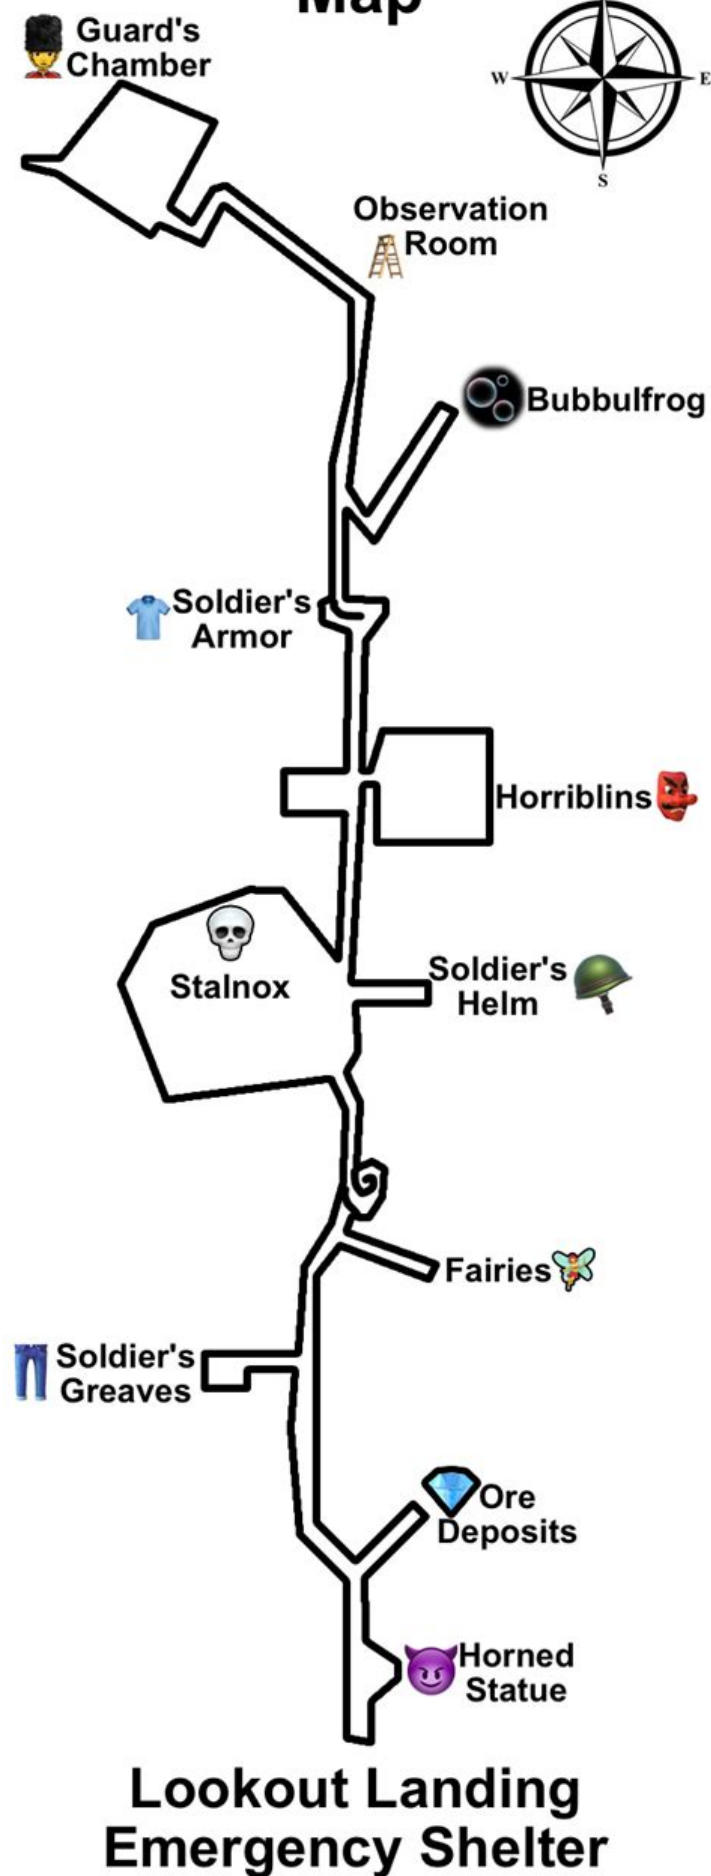 Map
Guard's
Chamber
W
E
S
Observation
Room
Bubbulfrog
Soldier's
Armor
Horriblins
Stalnox
Soldier's
Helm
Fairies
Soldier's
Greaves
Ore
Deposits
Horned
Statue
Lookout Landing
Emergency Shelter